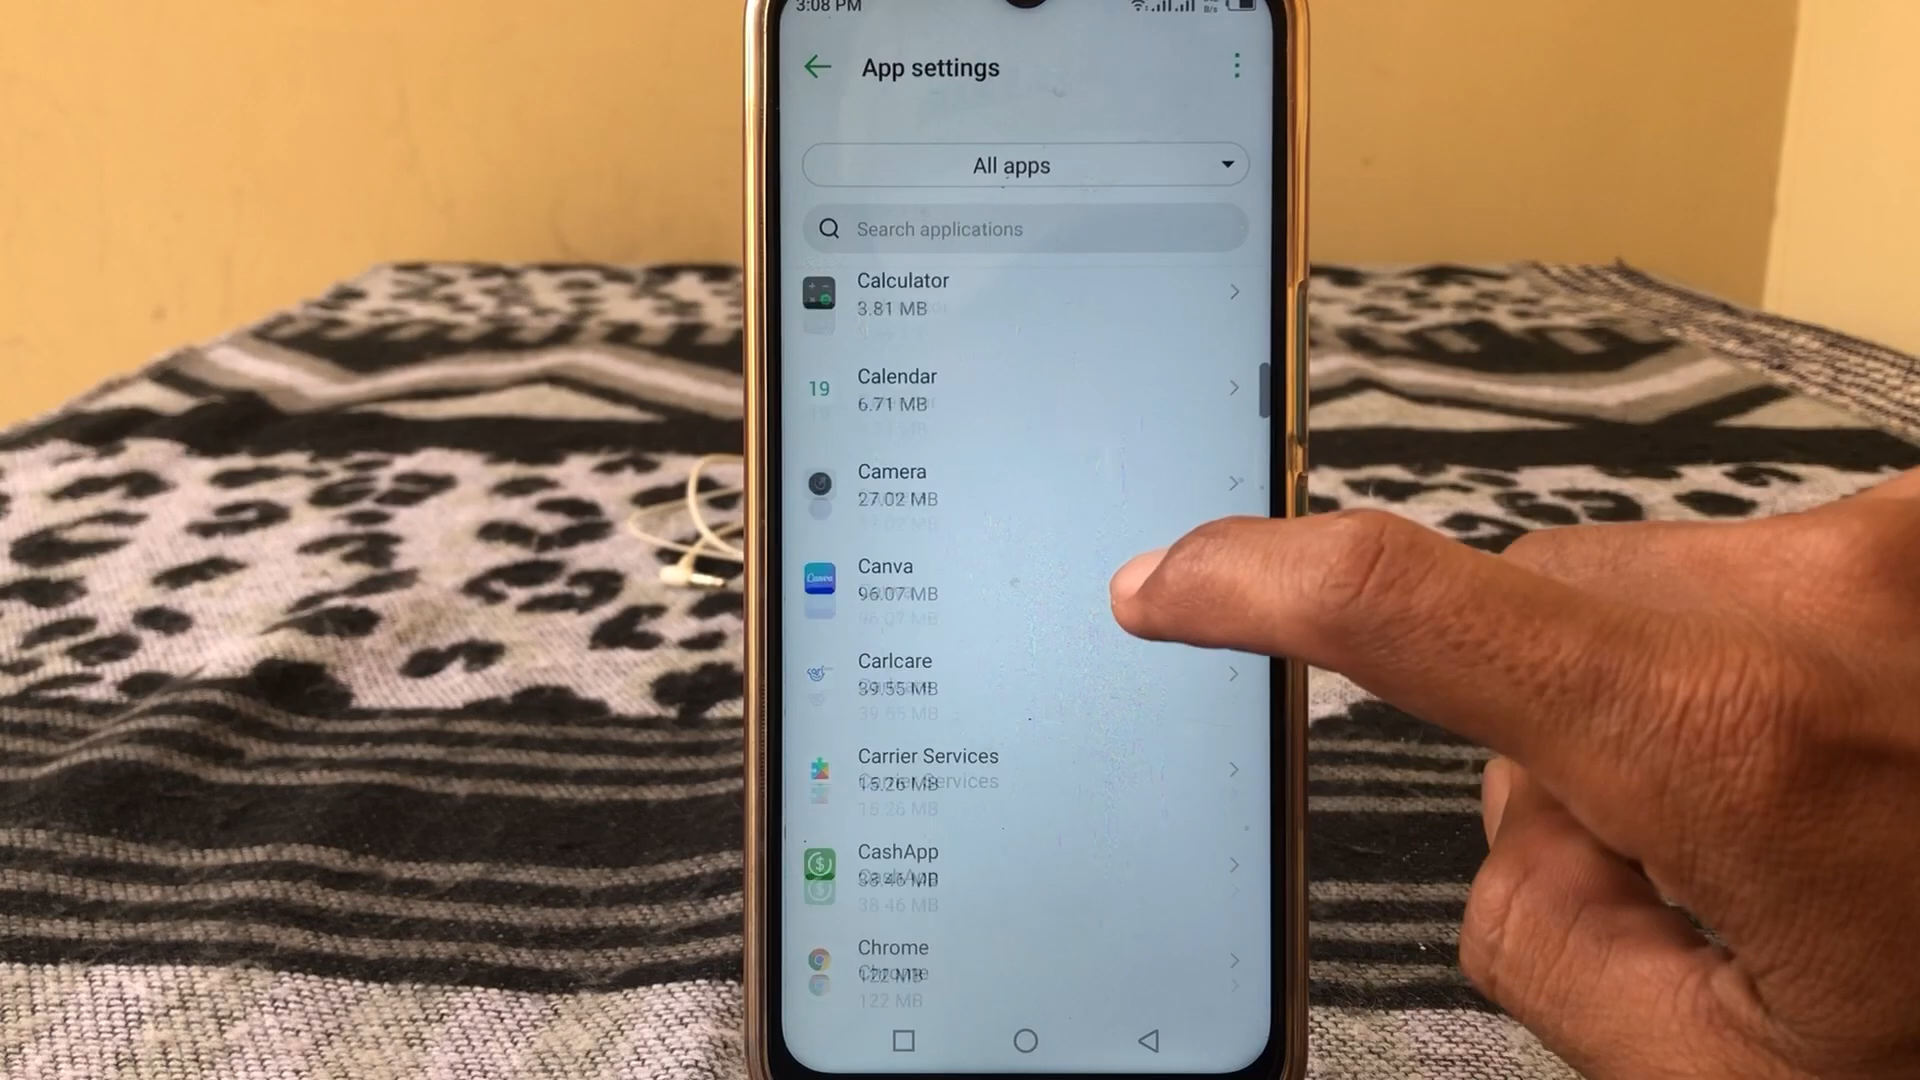 3:08 PM
B/s
App settings
All apps
Search applications
Calculator
3.81 MB
19
Calendar
6.71 MB
Camera
27.02 MB
Canva
Canva
96.07 MB
Carlcare
39.55 MB
Carrier Services
15.26 MB
CashApp
38.46 MB
Chrome
122 MB